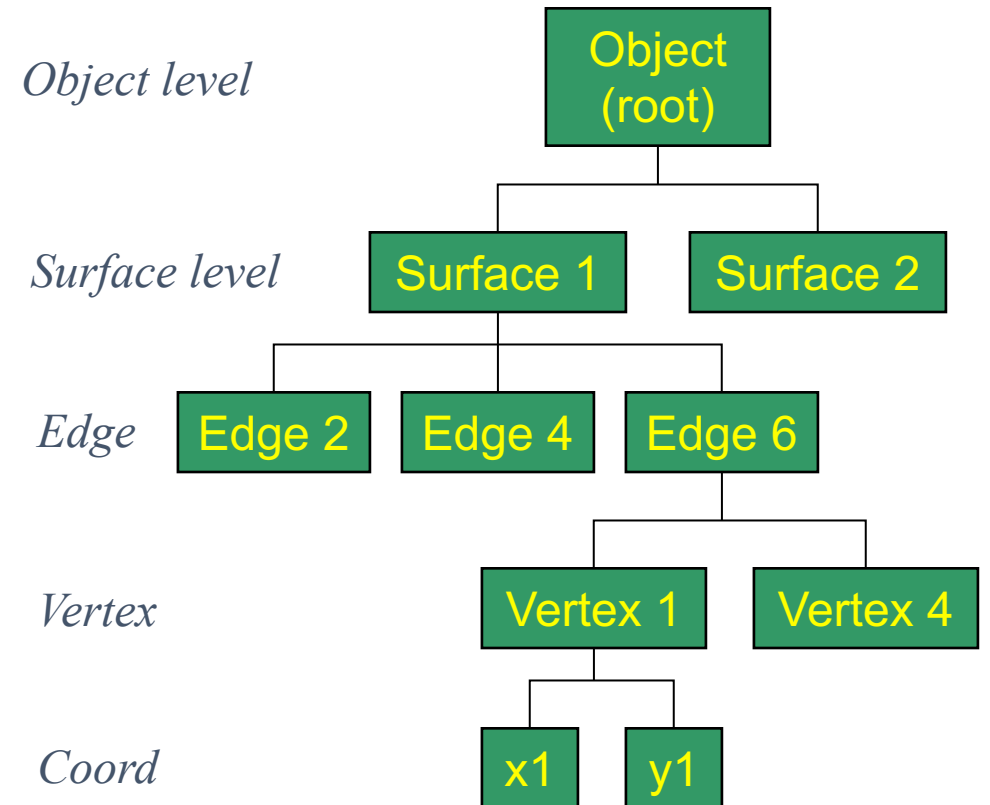 Object level
Object
(root)
Surface level
Surface 1
Surface 2
Edge
Edge 2
Edge 4
Edge 6
Vertex
Vertex 1
Vertex 4
Coord
x1
y1